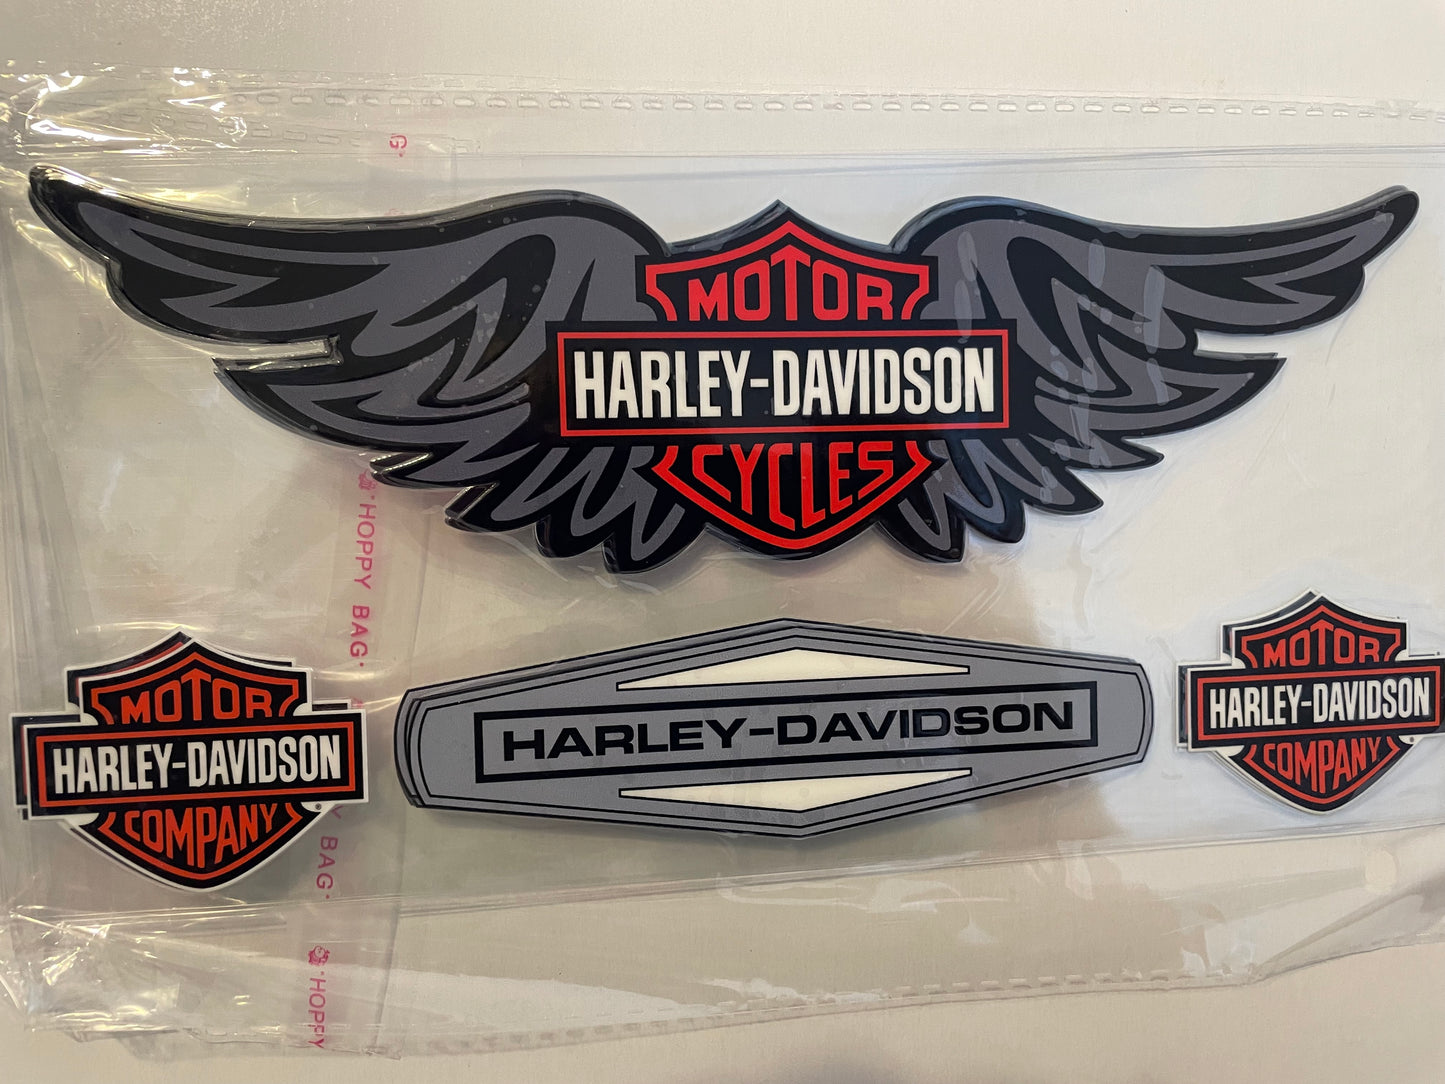 G*
MOTOR
HARLEY-DAVIDSON
CYCLES
*HOPPY BAG*
MOTOR
HARLEY-DAVIDSON
COMPANY
®
HARLEY-DAVIDSON
MOTOR
HARLEY-DAVIDSON
COMPANY
®
Y BAG*
*HOPPY